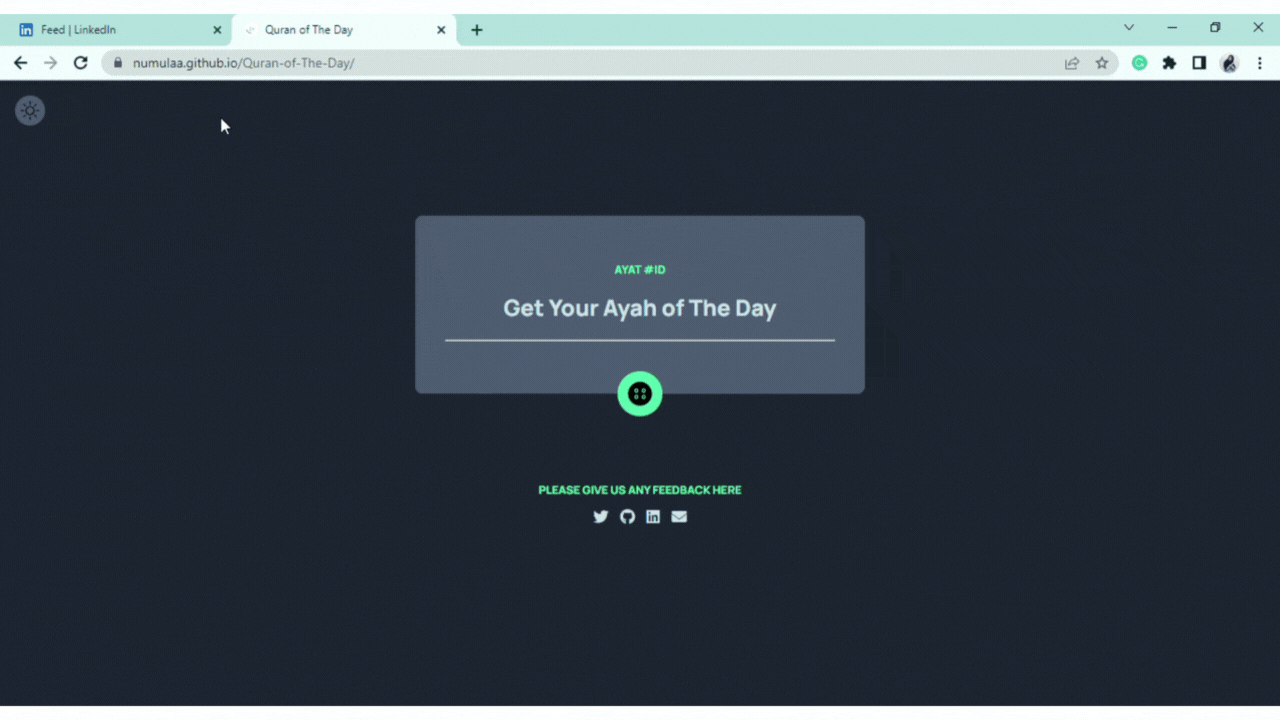 Feed | LinkedIn
Quran of The Day
numulaa.github.io/Quran-of-The-Day/
AYAT #ID
Get Your Ayah of The Day
PLEASE GIVE US ANY FEEDBACK HERE